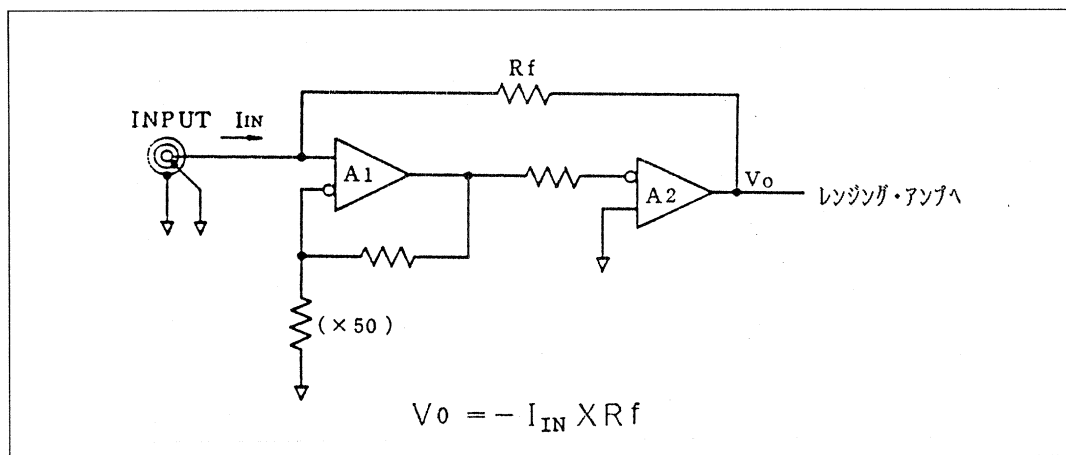 Rf
INPUT IIN
A1
A2
Vo
レンジング・アンプへ
(×50)
Vo = - IIN X Rf